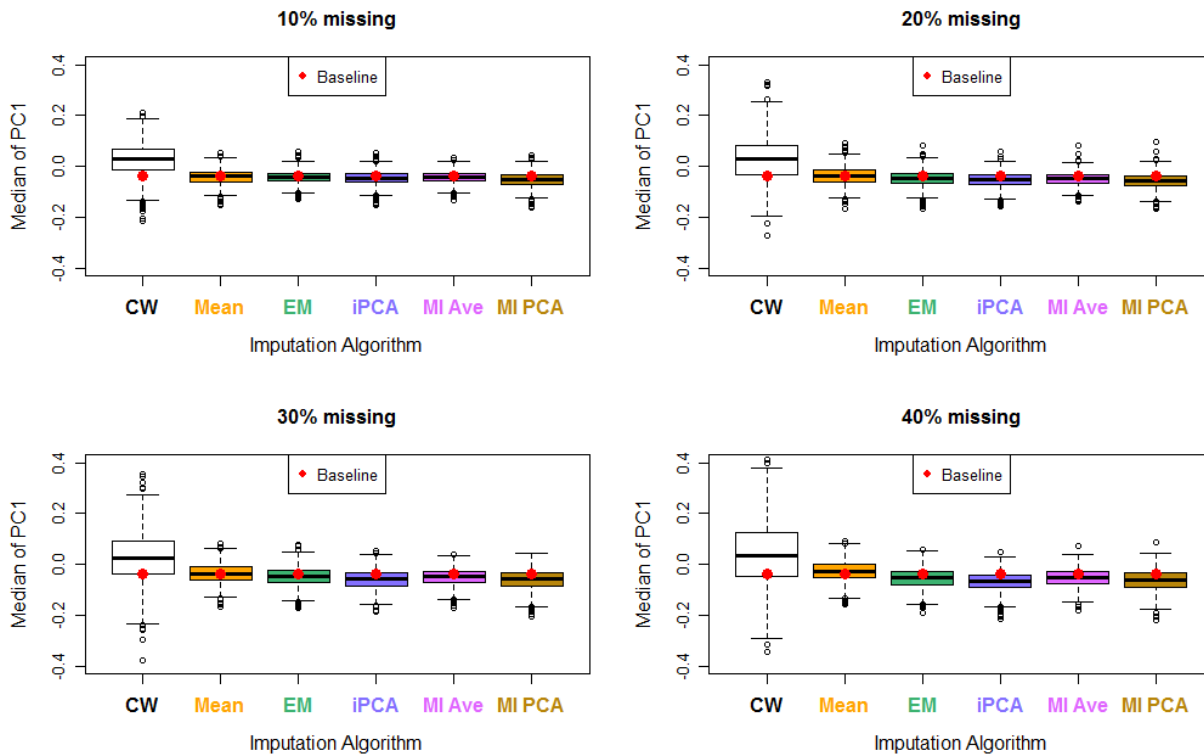 10% missing
Median of PC1
0.4
0.2
0.0
-0.2
-0.4
Baseline
CW Mean EM iPCA MI Ave MI PCA
Imputation Algorithm
20% missing
Median of PC1
0.4
0.2
0.0
-0.2
-0.4
Baseline
CW Mean EM iPCA MI Ave MI PCA
Imputation Algorithm
30% missing
Median of PC1
0.4
0.2
0.0
-0.2
-0.4
Baseline
CW Mean EM iPCA MI Ave MI PCA
Imputation Algorithm
40% missing
Median of PC1
0.4
0.2
0.0
-0.2
-0.4
Baseline
CW Mean EM iPCA MI Ave MI PCA
Imputation Algorithm